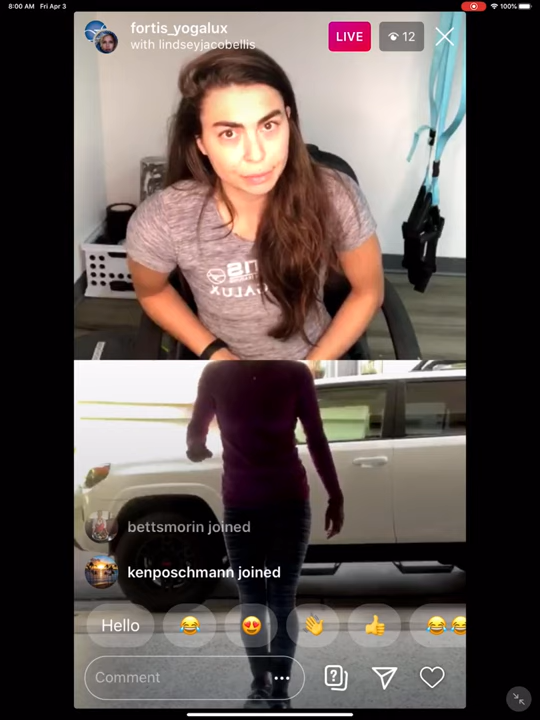 8:00 AM Fri Apr 3
100%
fortis_yogalux
with lindseyjacobellis
LIVE
12
bettsmorin joined
kenposchmann joined
Hello
Comment